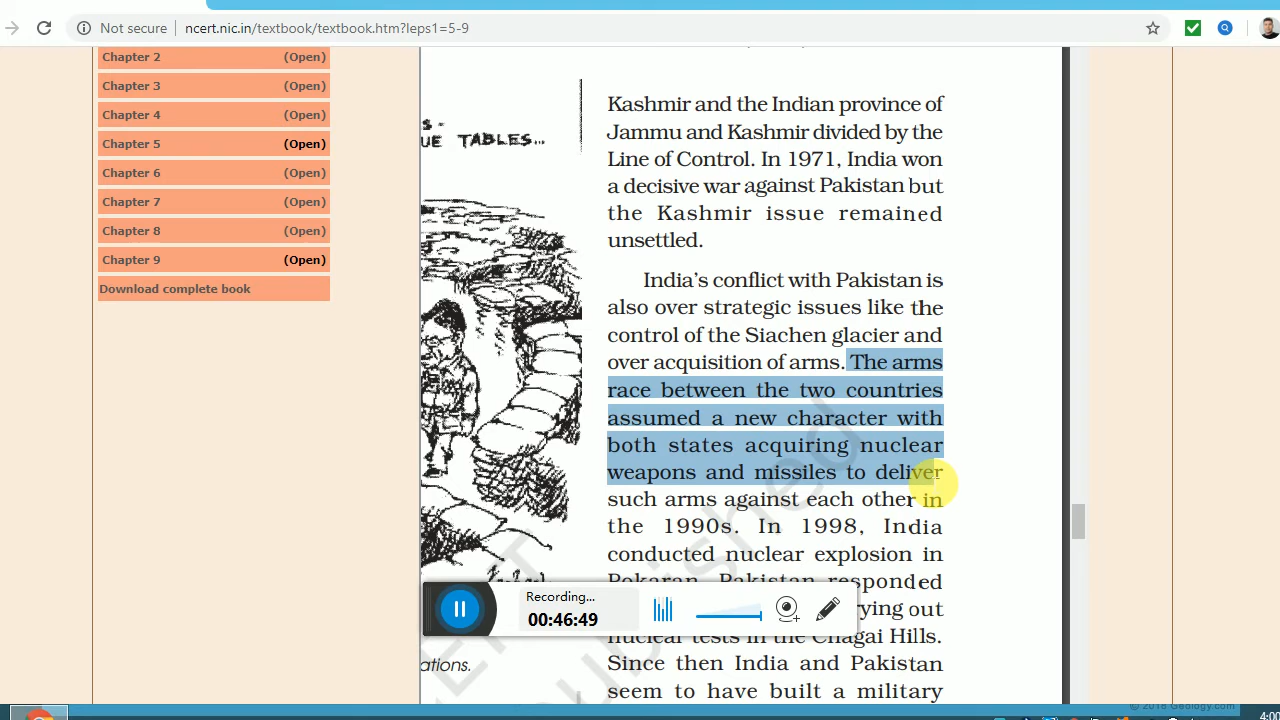 Not secure
ncert.nic.in/textbook/textbook.htm?leps1=5-9
Chapter 2 (Open)
Chapter 3 (Open)
Chapter 4 (Open)
Chapter 5 (Open)
Chapter 6 (Open)
Chapter 7 (Open)
Chapter 8 (Open)
Chapter 9 (Open)
Download complete book
UE TABLES...
ations.
Kashmir and the Indian province of
Jammu and Kashmir divided by the
Line of Control. In 1971, India won
a decisive war against Pakistan but
the Kashmir issue remained
unsettled.
India's conflict with Pakistan is
also over strategic issues like the
control of the Siachen glacier and
over acquisition of arms. The arms
race between the two countries
assumed a new character with
both states acquiring nuclear
weapons and missiles to deliver
such arms against each other in
the 1990s. In 1998, India
conducted nuclear explosion in
Pokaran. Pakistan responded
rying out
nuclear tests in the Chagai Hills.
Since then India and Pakistan
seem to have built a military
Recording...
00:46:49
© 2016 Geology.com
4:00